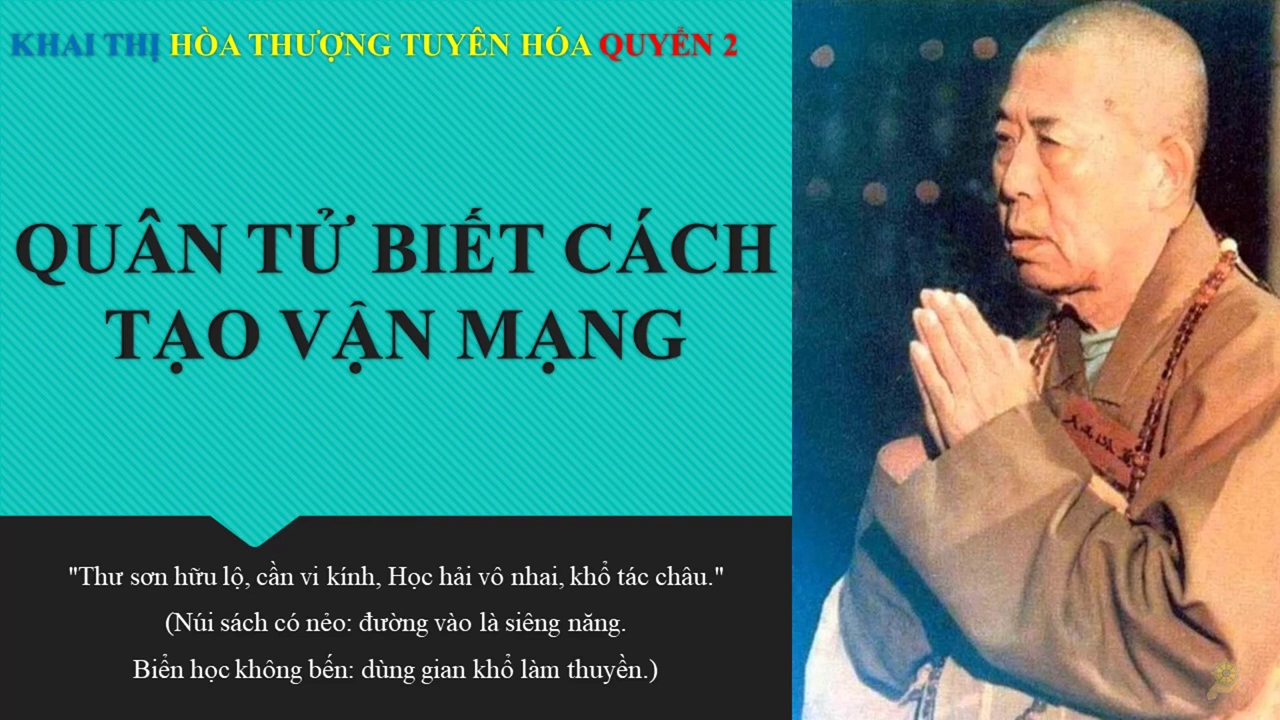 KHAI THỊ HÒA THƯỢNG TUYÊN HÓA QUYỂN 2
QUÂN TỬ BIẾT CÁCH
TẠO VẬN MẠNG
"Thư sơn hữu lộ, cần vi kính, Học hải vô nhai, khổ tác châu."
(Núi sách có nẻo: đường vào là siêng năng.
Biển học không bến: dùng gian khổ làm thuyền.)